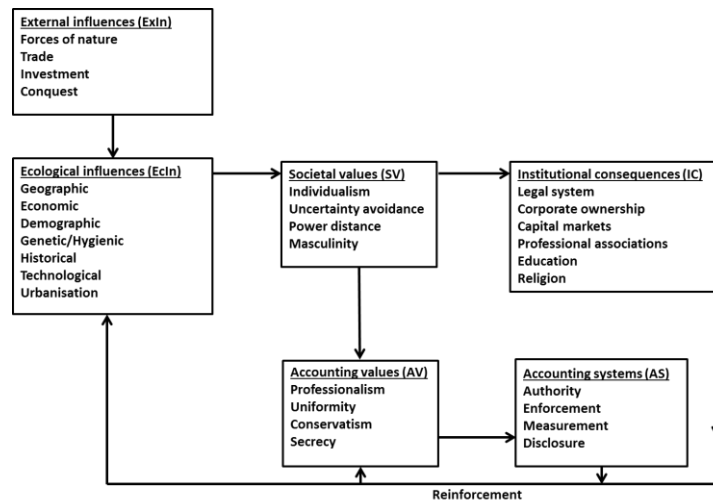 External influences (ExIn)
Forces of nature
Trade
Investment
Conquest
Ecological influences (EcIn)
Geographic
Economic
Demographic
Genetic/Hygienic
Historical
Technological
Urbanisation
Societal values (SV)
Individualism
Uncertainty avoidance
Power distance
Masculinity
Institutional consequences (IC)
Legal system
Corporate ownership
Capital markets
Professional associations
Education
Religion
Accounting values (AV)
Professionalism
Uniformity
Conservatism
Secrecy
Accounting systems (AS)
Authority
Enforcement
Measurement
Disclosure
Reinforcement